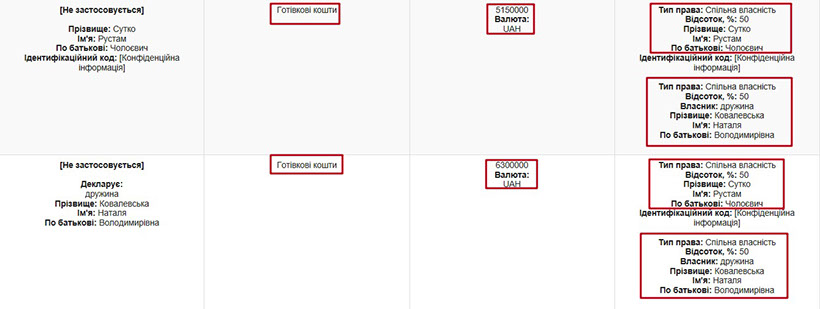 [Не застосовується]
Прізвище: Сутко
Ім'я: Рустам
По батькові: Чолоєвич
Ідентифікаційний код: [Конфіденційна
інформація]
Готівкові кошти
5150000
Валюта:
UAH
Тип права: Спільна власність
Відсоток, %: 50
Прізвище: Сутко
Ім'я: Рустам
По батькові: Чолоєвич
Ідентифікаційний код: [Конфіденційна
інформація]
Тип права: Спільна власність
Відсоток, %: 50
Власник: дружина
Прізвище: Ковалевська
Ім'я: Наталя
По батькові: Володимирівна
[Не застосовується]
Декларує:
дружина
Прізвище: Ковалевська
Ім'я: Наталя
По батькові: Володимирівна
Готівкові кошти
6300000
Валюта:
UAH
Тип права: Спільна власність
Відсоток, %: 50
Прізвище: Сутко
Ім'я: Рустам
По батькові: Чолоєвич
Ідентифікаційний код: [Конфіденційна
інформація]
Тип права: Спільна власність
Відсоток, %: 50
Власник: дружина
Прізвище: Ковалевська
Ім'я: Наталя
По батькові: Володимирівна